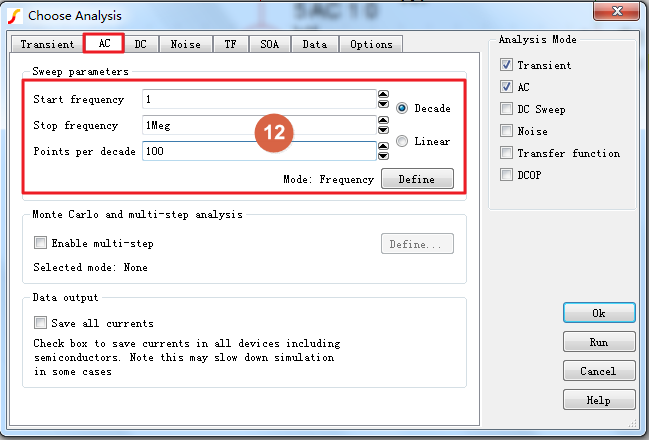 5 AC 1 0
Choose Analysis
Transient AC DC Noise TF SOA Data Options
Sweep parameters
Start frequency 1
Stop frequency 1Meg
Points per decade 100
Decade
Linear
12
Mode: Frequency Define
Monte Carlo and multi-step analysis
Enable multi-step Define...
Selected mode: None
Data output
Save all currents
Check box to save currents in all devices including
semiconductors. Note this may slow down simulation
in some cases
Analysis Mode
Transient
AC
DC Sweep
Noise
Transfer function
DCOP
Ok
Run
Cancel
Help